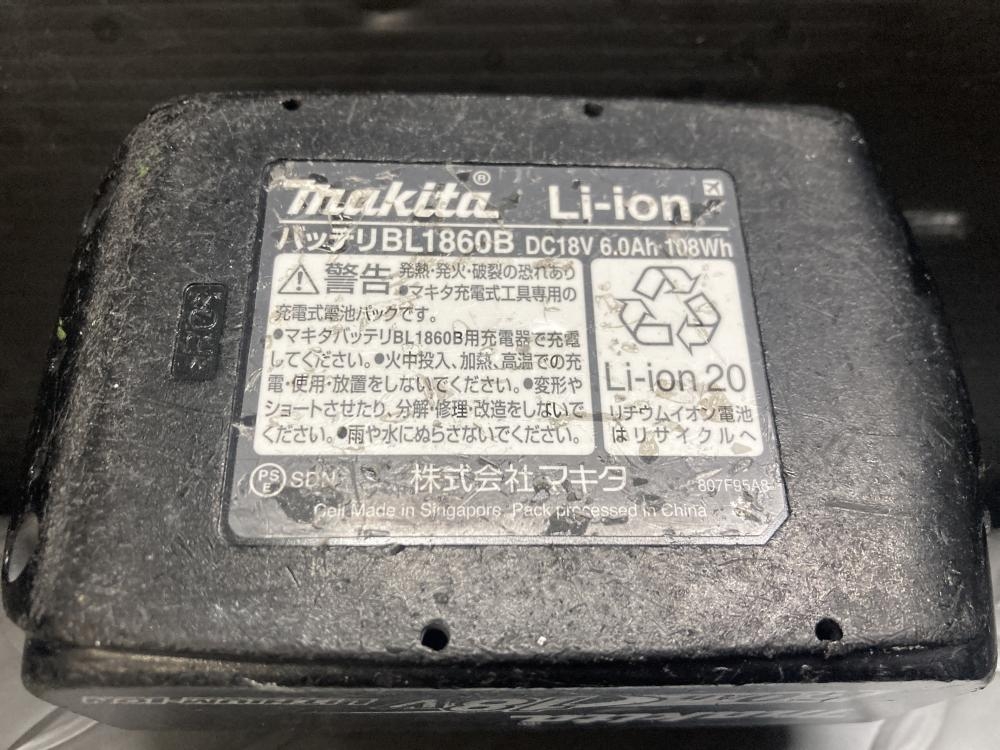 makita® Li-ion
バッテリBL1860B DC18V 6.0Ah 108Wh
警告 発熱・発火・破裂の恐れあり
●マキタ充電式工具専用の
充電式電池パックです。
●マキタバッテリBL1860B用充電器で充電
してください。●火中投入、加熱、高温での充
電・使用・放置をしないでください。●変形や
ショートさせたり、分解・修理・改造をしないで
ください。●雨や水にぬらさないでください。
Li-ion 20
リチウムイオン電池
はリサイクルへ
PS
E SDN 株式会社 マキタ 807F95A8
Cell Made in Singapore Pack processed in China